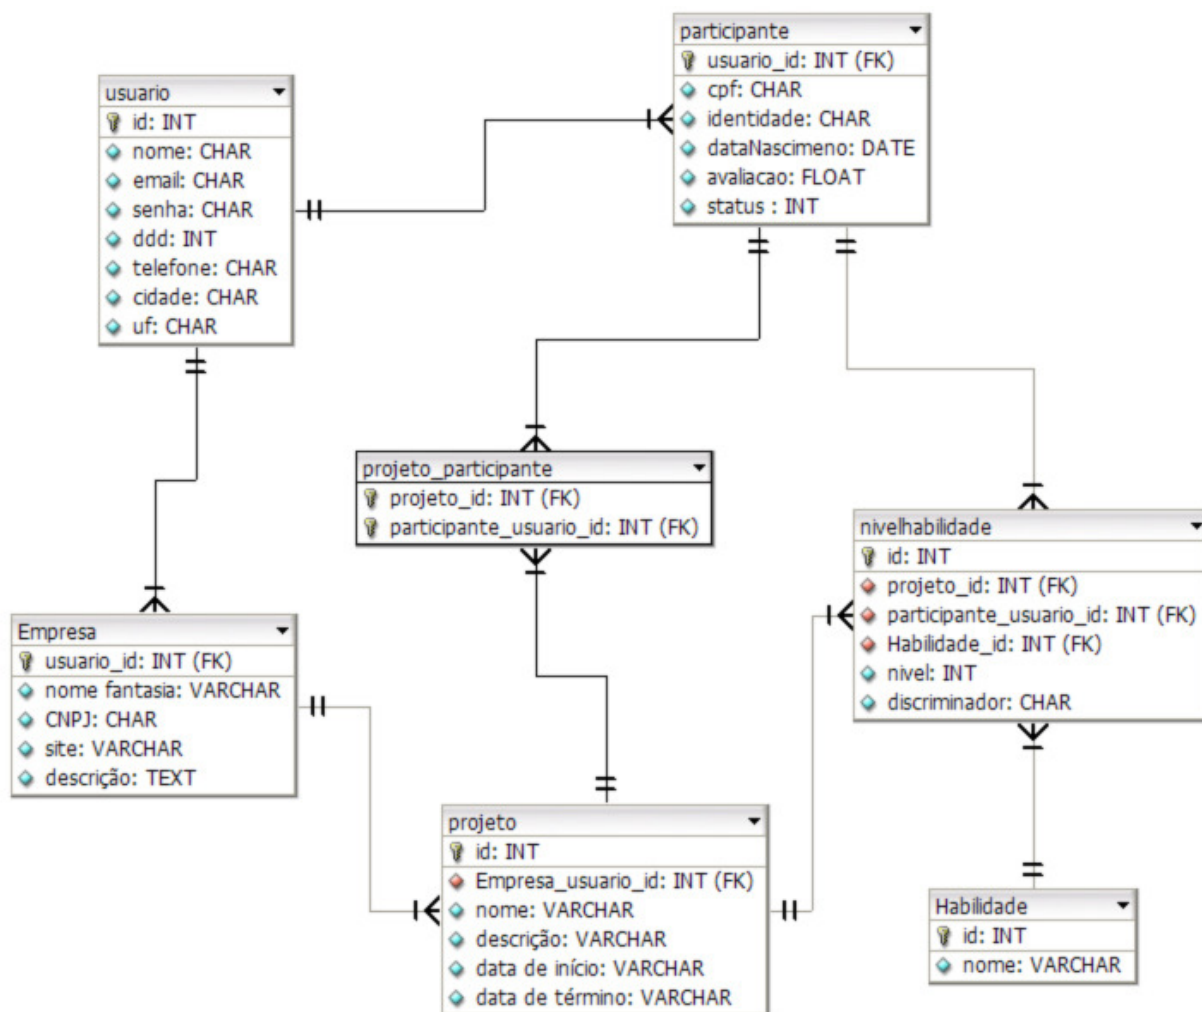 participante
usuario_id: INT (FK)
cpf: CHAR
identidade: CHAR
dataNascimeno: DATE
avaliacao: FLOAT
status : INT
usuario
id: INT
nome: CHAR
email: CHAR
senha: CHAR
ddd: INT
telefone: CHAR
cidade: CHAR
uf: CHAR
projeto_participante
projeto_id: INT (FK)
participante_usuario_id: INT (FK)
nivelhabilidade
id: INT
projeto_id: INT (FK)
participante_usuario_id: INT (FK)
Habilidade_id: INT (FK)
nivel: INT
discriminador: CHAR
Empresa
usuario_id: INT (FK)
nome fantasia: VARCHAR
CNPJ: CHAR
site: VARCHAR
descrição: TEXT
projeto
id: INT
Empresa_usuario_id: INT (FK)
nome: VARCHAR
descrição: VARCHAR
data de início: VARCHAR
data de término: VARCHAR
Habilidade
id: INT
nome: VARCHAR